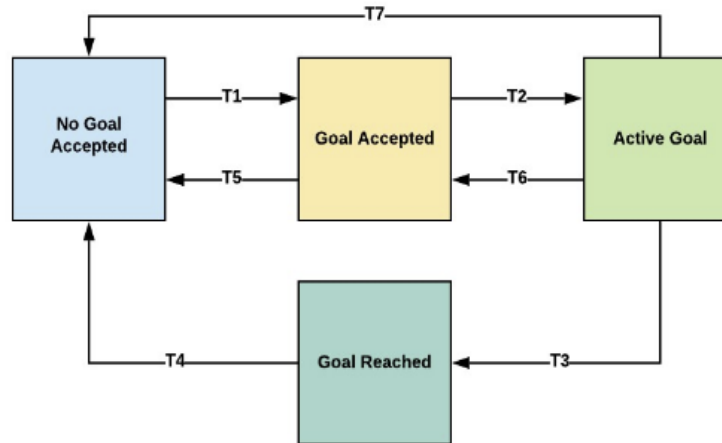 T7
No Goal
Accepted
T1
Goal Accepted
T2
Active Goal
T5
T6
Goal Reached
T4
T3